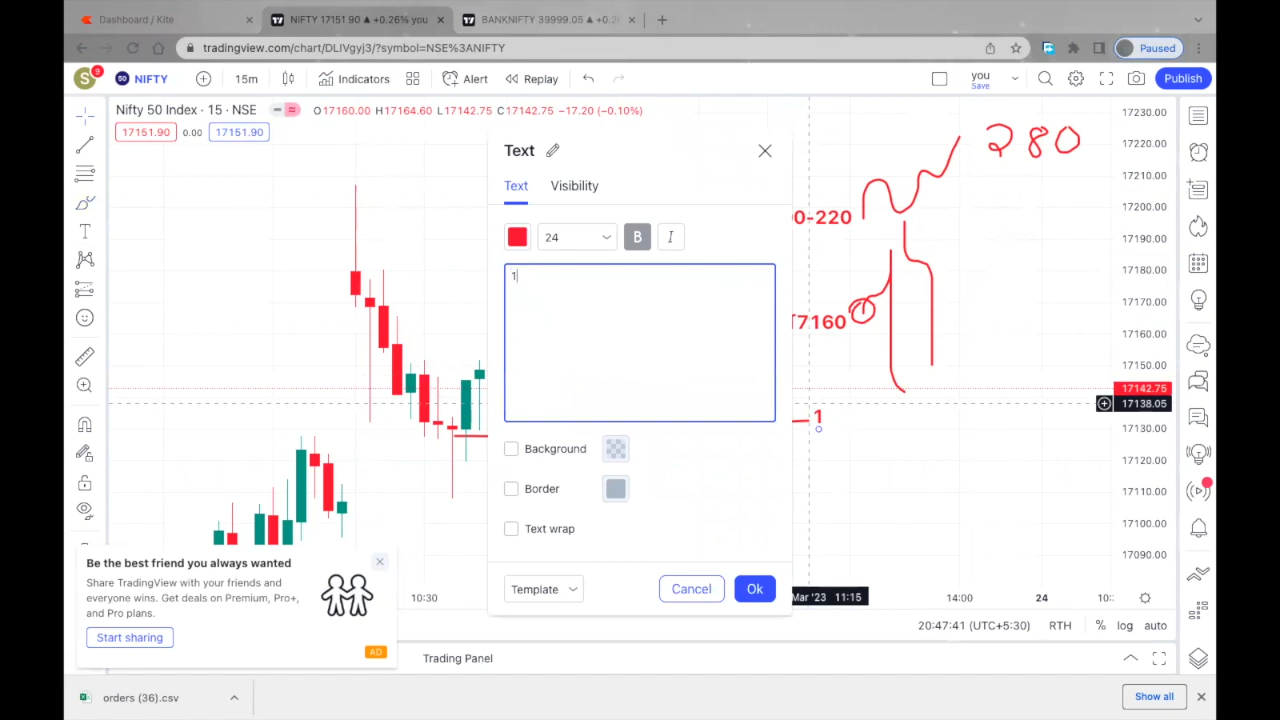 Dashboard / Kite
NIFTY 17151.90 ▲ +0.26% you
BANKNIFTY 39999.05 ▲ +0.2
tradingview.com/chart/DLIVgyj3/?symbol=NSE%3ANIFTY
Paused
S 9 50 NIFTY 15m Indicators Alert Replay you Save Publish
Nifty 50 Index · 15 · NSE O17160.00 H17164.60 L17142.75 C17142.75 −17.20 (−0.10%)
17151.90 0.00 17151.90
Text
Text Visibility
24 B I
1
Background
Border
Text wrap
Template Cancel Ok
280
0-220
17160
1
17230.00
17220.00
17210.00
17200.00
17190.00
17180.00
17170.00
17160.00
17150.00
17142.75
17138.05
17130.00
17120.00
17110.00
17100.00
17090.00
Be the best friend you always wanted
Share TradingView with your friends and
everyone wins. Get deals on Premium, Pro+,
and Pro plans.
Start sharing
AD
10:30 Mar '23 11:15 14:00 24 10:
20:47:41 (UTC+5:30) RTH % log auto
Trading Panel
orders (36).csv
Show all